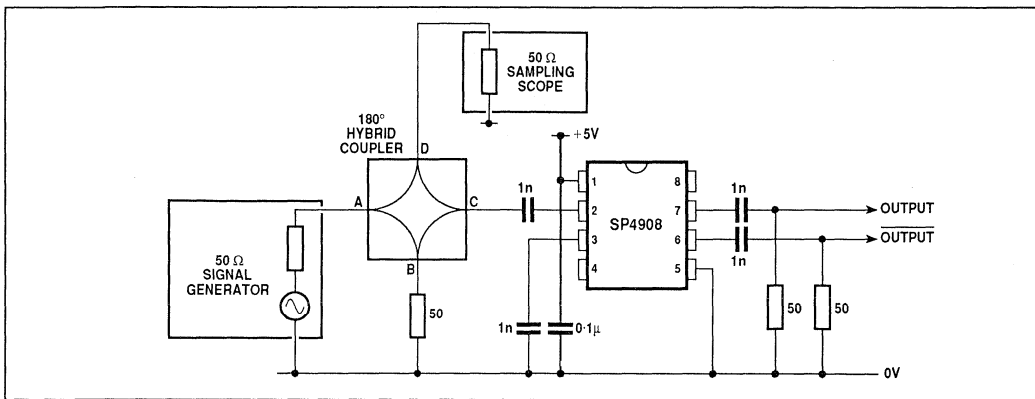 50 Ω
SAMPLING
SCOPE
180°
HYBRID
COUPLER
D
+5V
A
C
B
1n
1
8
2
7
SP4908
3
6
4
5
1n
OUTPUT
OUTPUT
1n
50 Ω
SIGNAL
GENERATOR
50
1n
0·1μ
50
50
0V